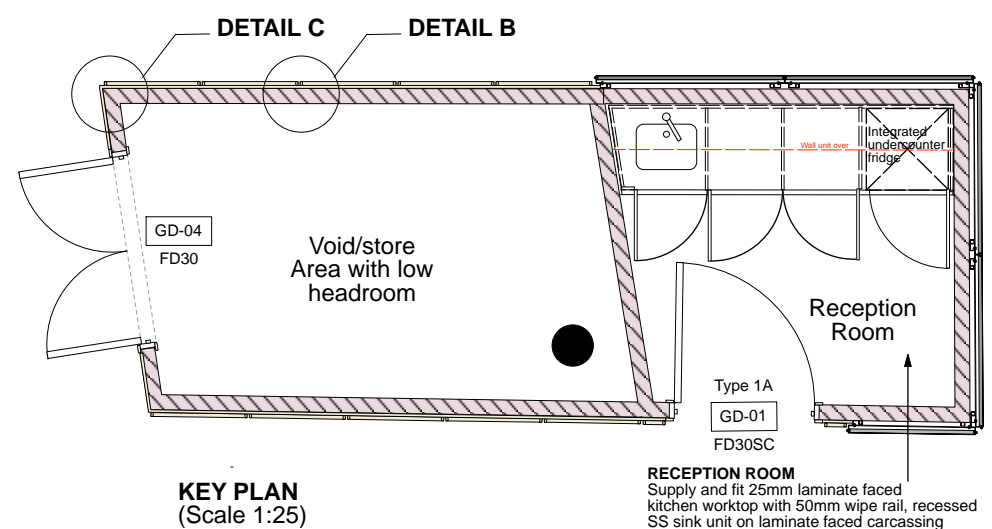 DETAIL C
DETAIL B
Integrated
undercounter
fridge
Wall unit over
GD-04
FD30
Void/store
Area with low
headroom
Reception
Room
Type 1A
GD-01
FD30SC
KEY PLAN
(Scale 1:25)
RECEPTION ROOM
Supply and fit 25mm laminate faced
kitchen worktop with 50mm wipe rail, recessed
SS sink unit on laminate faced carcassing